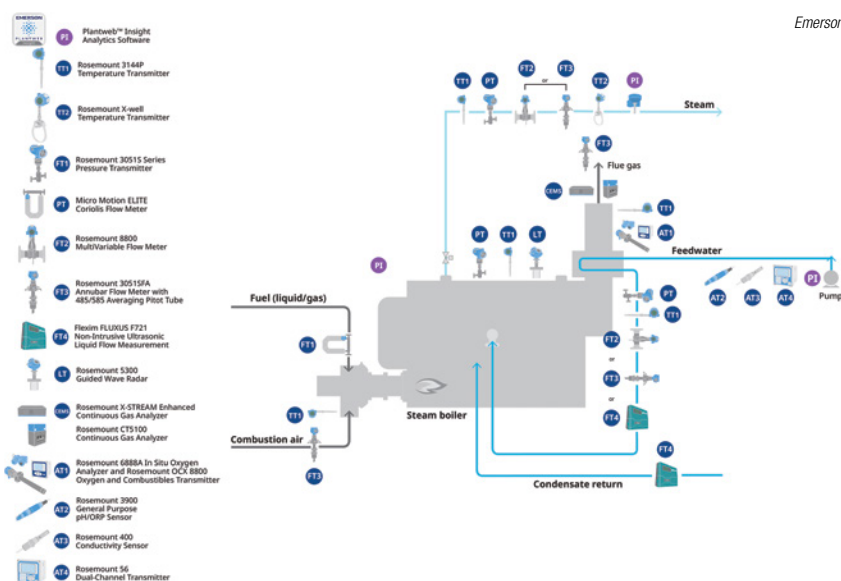 Emerson
EMERSON
PLANTWEB
PI
Plantweb™ Insight
Analytics Software
TT1
Rosemount 3144P
Temperature Transmitter
TT2
Rosemount X-well
Temperature Transmitter
FT1
Rosemount 3051S Series
Pressure Transmitter
PT
Micro Motion ELITE
Coriolis Flow Meter
FT2
Rosemount 8800
MultiVariable Flow Meter
FT3
Rosemount 3051SFA
Annubar Flow Meter with
485/585 Averaging Pitot Tube
FT4
Flexim FLUXUS F721
Non-Intrusive Ultrasonic
Liquid Flow Measurement
LT
Rosemount 5300
Guided Wave Radar
CEMS
Rosemount X-STREAM Enhanced
Continuous Gas Analyzer
Rosemount CT5100
Continuous Gas Analyzer
AT1
Rosemount 6888A In Situ Oxygen
Analyzer and Rosemount OCX 8800
Oxygen and Combustibles Transmitter
AT2
Rosemount 3900
General Purpose
pH/ORP Sensor
AT3
Rosemount 400
Conductivity Sensor
AT4
Rosemount 56
Dual-Channel Transmitter
TT1 PT FT2 or FT3 TT2 PI
Steam
FT3
Flue gas
CEMS
TT1
AT1
Feedwater
PI
PT TT1 LT
AT2 AT3 AT4 PI
Pump
Fuel (liquid/gas)
FT1
PT
TT1
FT2
or
FT3
or
FT4
Steam boiler
TT1
Combustion air
FT3
FT4
Condensate return